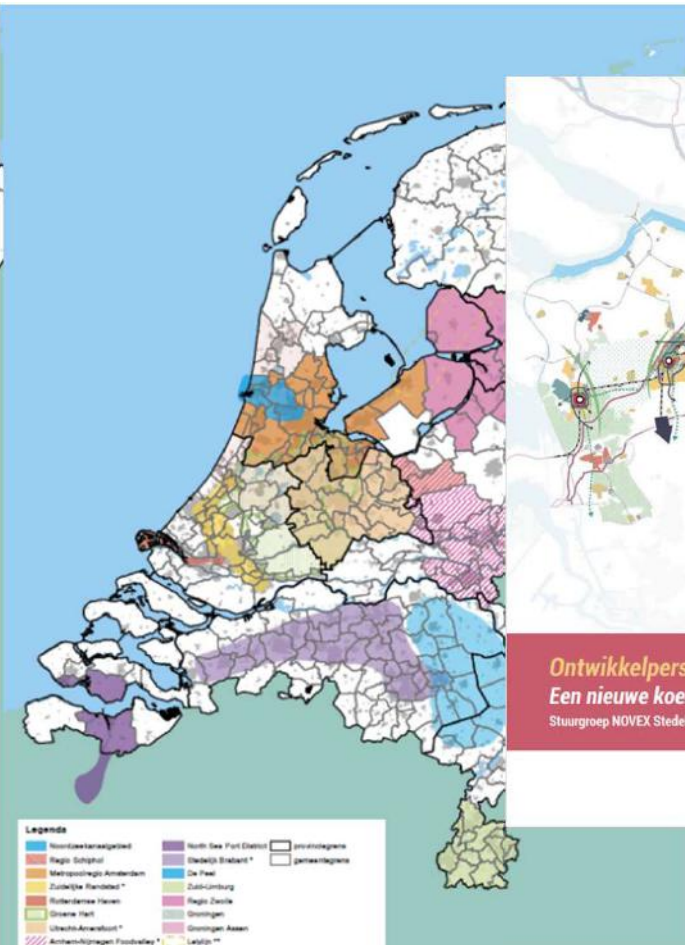 Legenda
Noordzeekanaalgebied
Regio Schiphol
Metropoolregio Amsterdam
Zuidelijke Randstad *
Rotterdamse Haven
Groene Hart
Utrecht-Amersfoort *
Arnhem-Nijmegen Foodvalley *
North Sea Port District
Stedelijk Brabant *
De Peel
Zuid-Limburg
Regio Zwolle
Groningen
Groningen Assen
Lelylijn **
provinciegrens
gemeentegrens
Ontwikkelpers
Een nieuwe koe
Stuurgroep NOVEX Stede